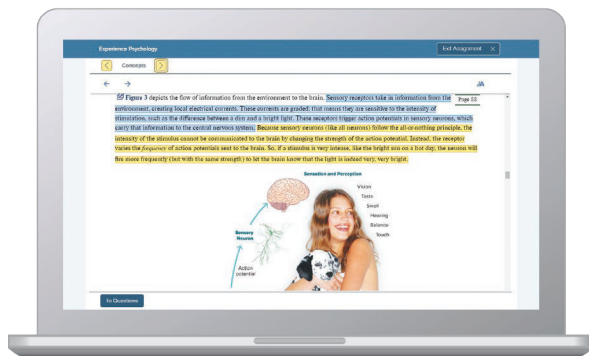 Experience Psychology
Exit Assignment
Concepts
Figure 3 depicts the flow of information from the environment to the brain. Sensory receptors take in information from the
Page 88
environment, creating local electrical currents. These currents are graded; that means they are sensitive to the intensity of
stimulation, such as the difference between a dim and a bright light. These receptors trigger action potentials in sensory neurons, which
carry that information to the central nervous system. Because sensory neurons (like all neurons) follow the all-or-nothing principle, the
intensity of the stimulus cannot be communicated to the brain by changing the strength of the action potential. Instead, the receptor
varies the frequency of action potentials sent to the brain. So, if a stimulus is very intense, like the bright sun on a hot day, the neuron will
fire more frequently (but with the same strength) to let the brain know that the light is indeed very, very bright.
Sensation and Perception
Vision
Taste
Smell
Hearing
Balance
Touch
Sensory
Neuron
Action
potential
To Questions